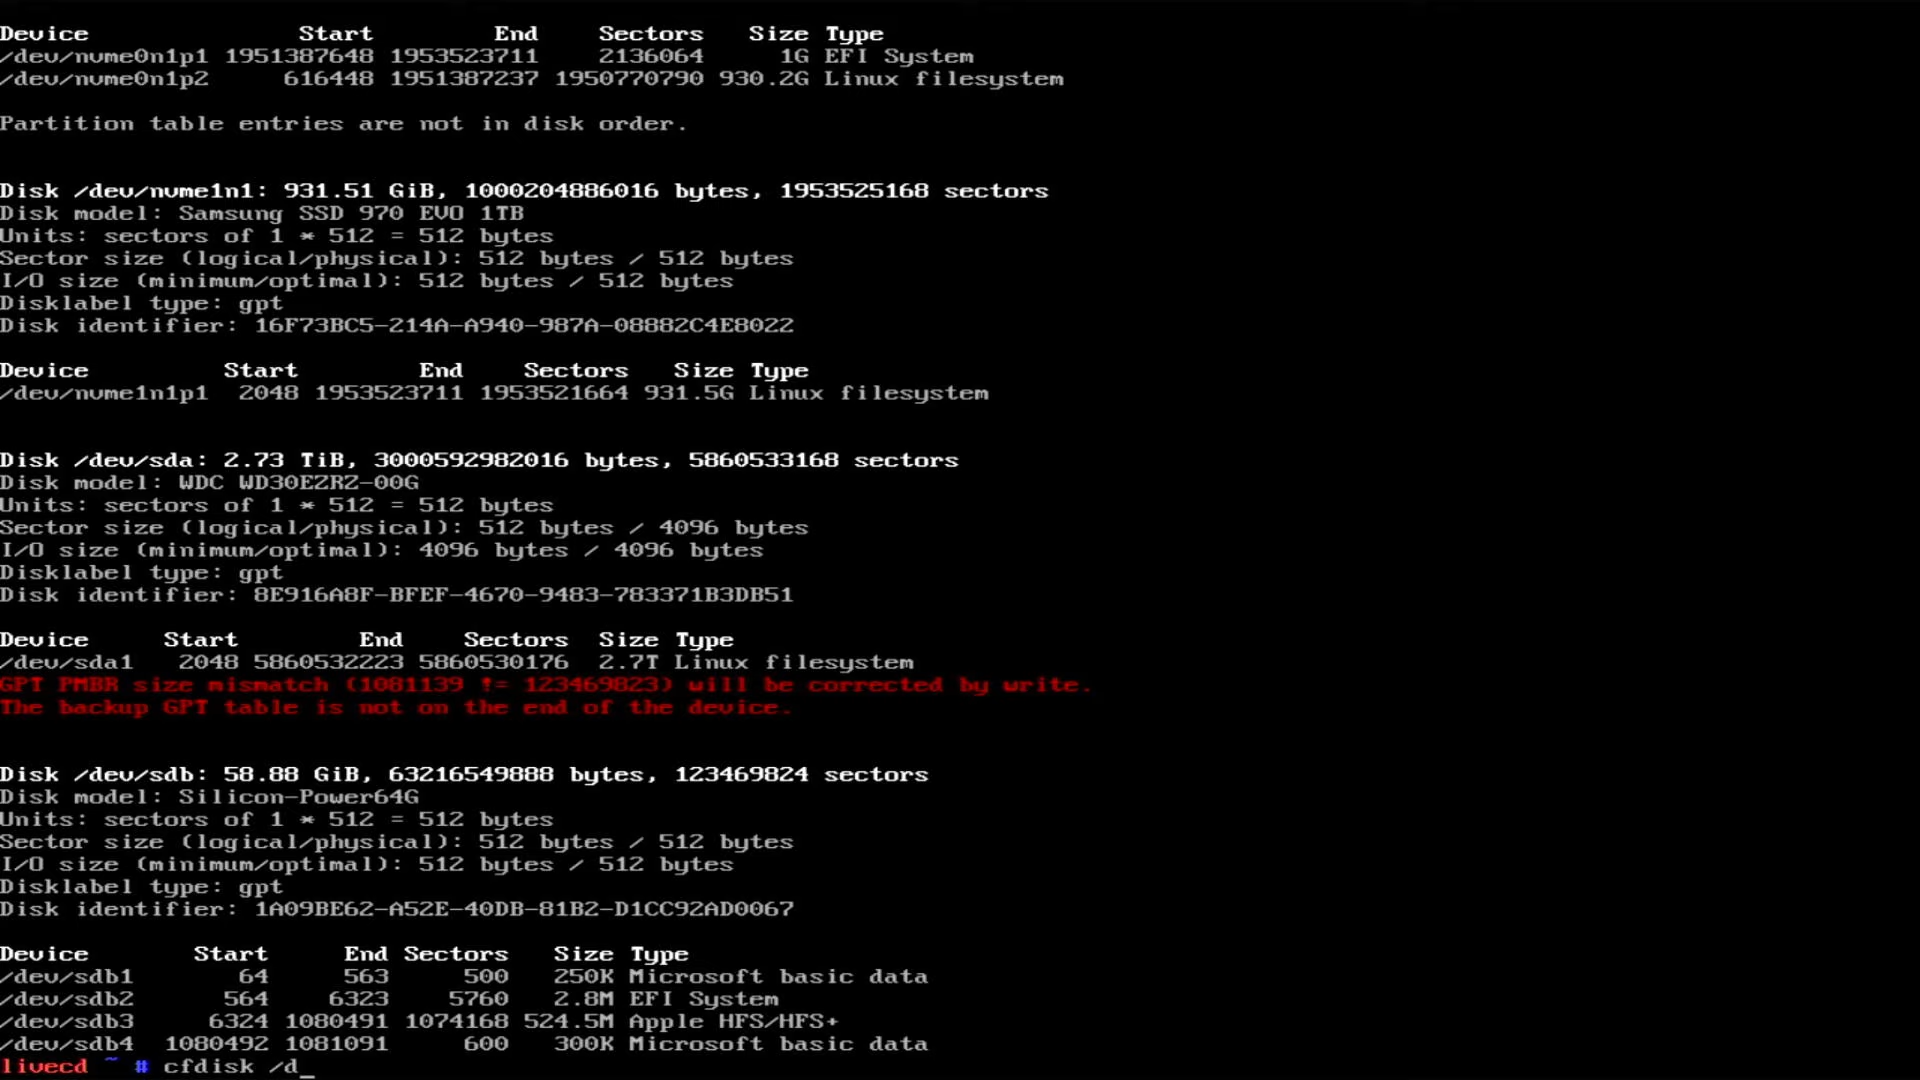 Device              Start        End    Sectors   Size Type
/dev/nvme0n1p1 1951387648 1953523711    2136064     1G EFI System
/dev/nvme0n1p2     616448 1951387237 1950770790 930.2G Linux filesystem
Partition table entries are not in disk order.
Disk /dev/nvme1n1: 931.51 GiB, 1000204886016 bytes, 1953525168 sectors
Disk model: Samsung SSD 970 EVO 1TB
Units: sectors of 1 * 512 = 512 bytes
Sector size (logical/physical): 512 bytes / 512 bytes
I/O size (minimum/optimal): 512 bytes / 512 bytes
Disklabel type: gpt
Disk identifier: 16F73BC5-214A-A940-987A-08882C4E8022
Device         Start        End    Sectors   Size Type
/dev/nvme1n1p1  2048 1953523711 1953521664 931.5G Linux filesystem
Disk /dev/sda: 2.73 TiB, 3000592982016 bytes, 5860533168 sectors
Disk model: WDC WD30EZRZ-00G
Units: sectors of 1 * 512 = 512 bytes
Sector size (logical/physical): 512 bytes / 4096 bytes
I/O size (minimum/optimal): 4096 bytes / 4096 bytes
Disklabel type: gpt
Disk identifier: 8E916A8F-BFEF-4670-9483-783371B3DB51
Device     Start        End    Sectors  Size Type
/dev/sda1   2048 5860532223 5860530176  2.7T Linux filesystem
GPT PMBR size mismatch (1081139 != 123469823) will be corrected by write.
The backup GPT table is not on the end of the device.
Disk /dev/sdb: 58.88 GiB, 63216549888 bytes, 123469824 sectors
Disk model: Silicon-Power64G
Units: sectors of 1 * 512 = 512 bytes
Sector size (logical/physical): 512 bytes / 512 bytes
I/O size (minimum/optimal): 512 bytes / 512 bytes
Disklabel type: gpt
Disk identifier: 1A09BE62-A52E-40DB-81B2-D1CC92AD0067
Device       Start     End Sectors   Size Type
/dev/sdb1       64     563     500   250K Microsoft basic data
/dev/sdb2      564    6323    5760   2.8M EFI System
/dev/sdb3     6324 1080491 1074168 524.5M Apple HFS/HFS+
/dev/sdb4  1080492 1081091     600   300K Microsoft basic data
livecd ~ # cfdisk /d_